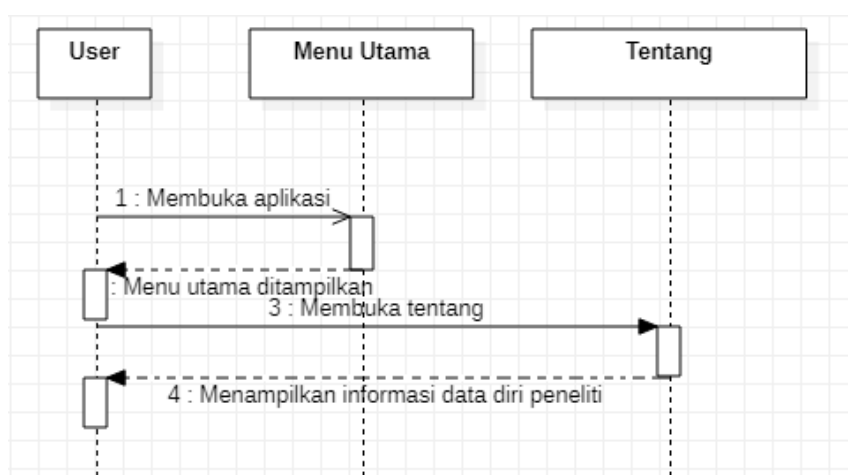 User
Menu Utama
Tentang
1 : Membuka aplikasi
: Menu utama ditampilkan
3 : Membuka tentang
4 : Menampilkan informasi data diri peneliti